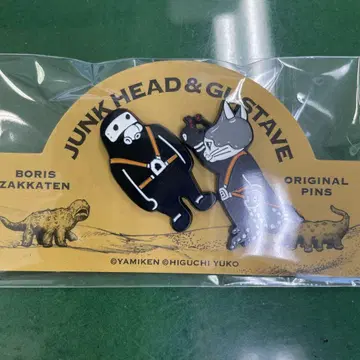 JUNK HEAD & GUSTAVE
BORIS
ZAKKATEN
ORIGINAL
PINS
©YAMIKEN ©HIGUCHI YUKO